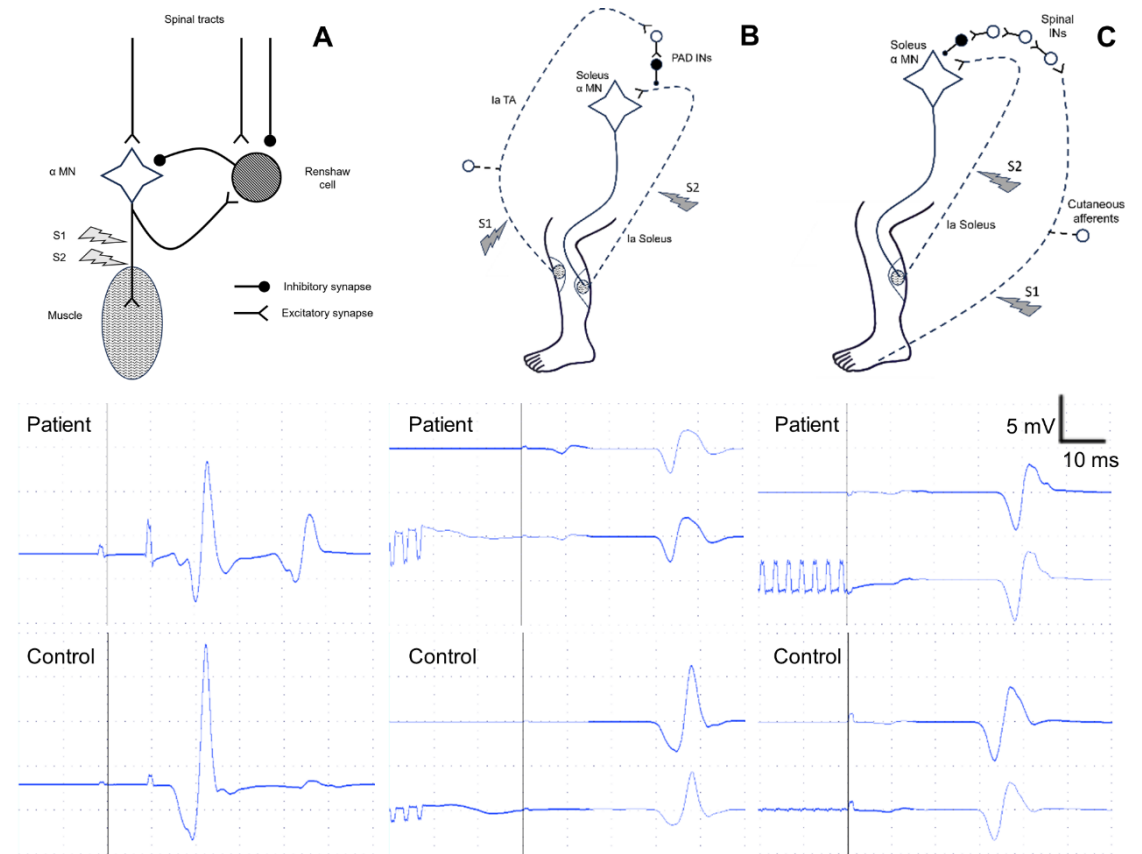 Spinal tracts
A
α MN
Renshaw
cell
S1
S2
Muscle
Inhibitory synapse
Excitatory synapse
B
PAD INs
Soleus
α MN
Ia TA
S2
S1
Ia Soleus
Spinal
INs
C
Soleus
α MN
S2
Ia Soleus
Cutaneous
afferents
S1
Patient
Patient
Patient
5 mV
10 ms
Control
Control
Control